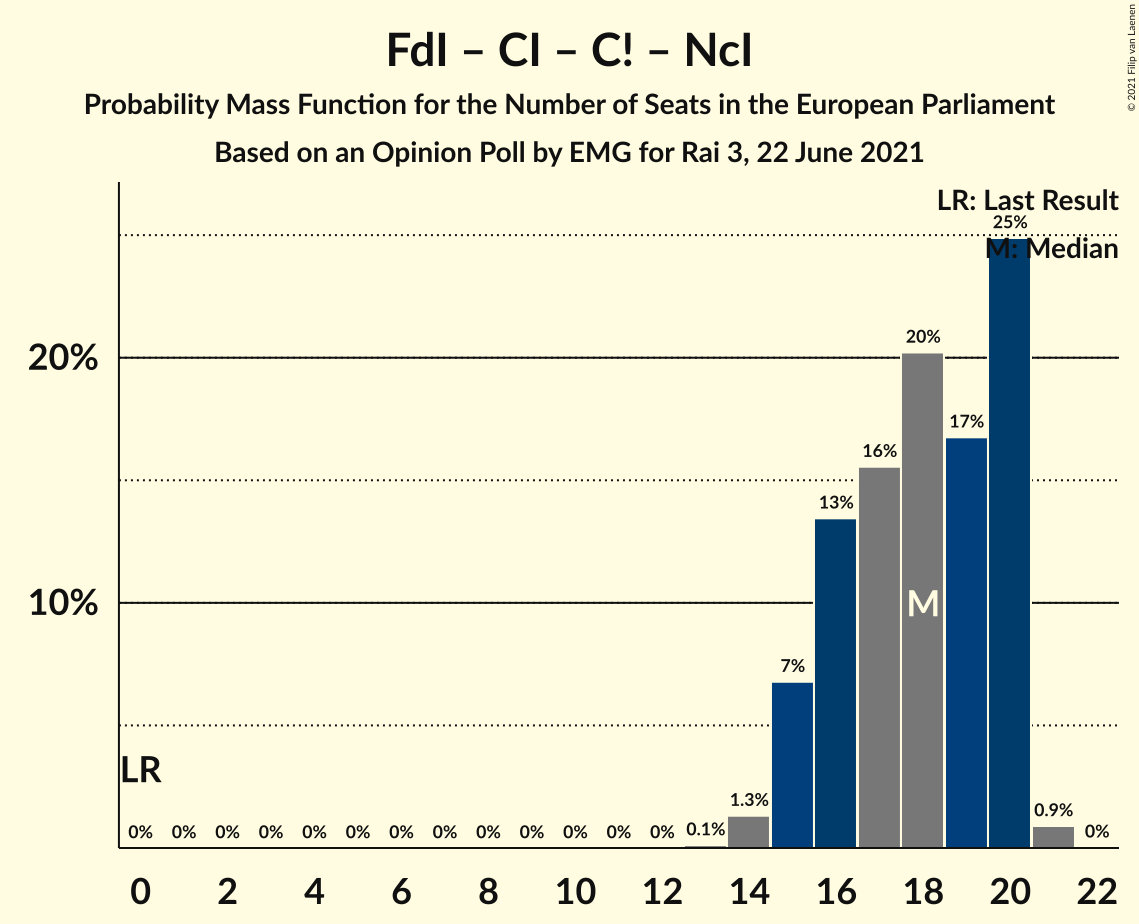 FdI – CI – C! – NcI
Probability Mass Function for the Number of Seats in the European Parliament
Based on an Opinion Poll by EMG for Rai 3, 22 June 2021
© 2021 Filip van Laenen
LR: Last Result
M: Median
25%
20%
20%
17%
16%
13%
10%
M
7%
LR
1.3%
0.9%
0% 0% 0% 0% 0% 0% 0% 0% 0% 0% 0% 0% 0% 0.1% 0%
0 2 4 6 8 10 12 14 16 18 20 22